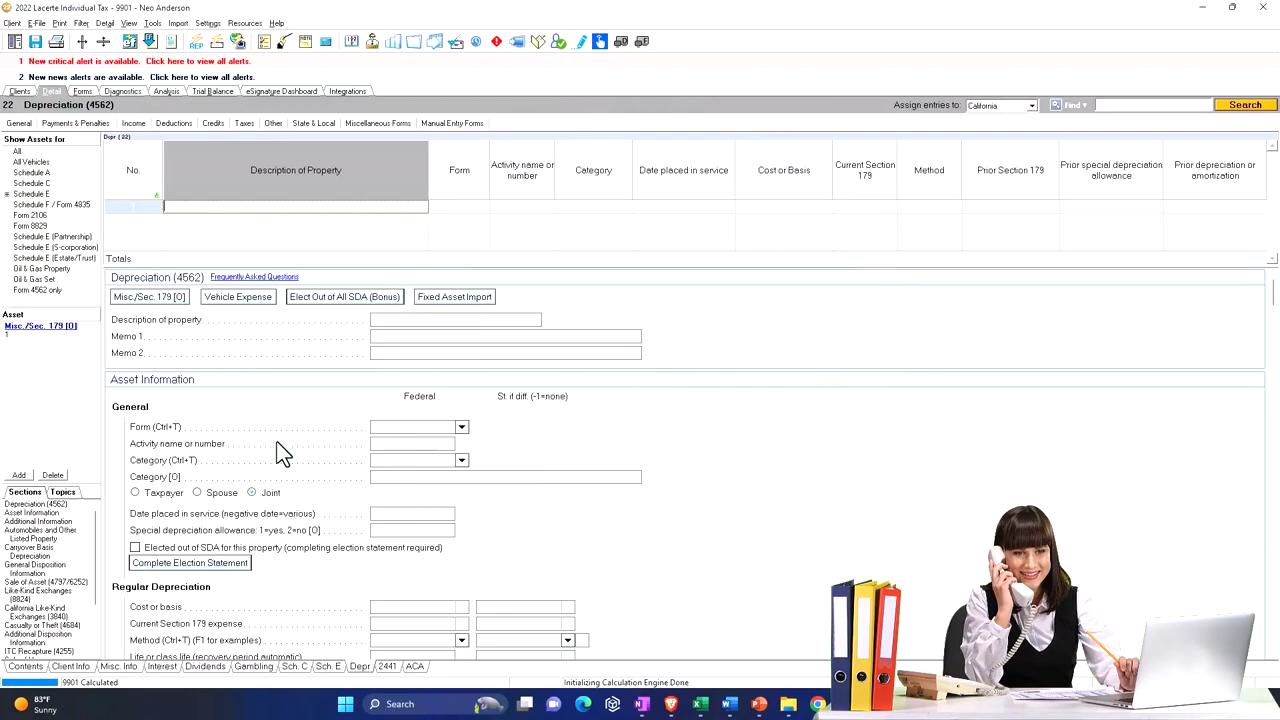 2022 Lacerte Individual Tax - 9901 - Neo Anderson
Client E-File Print Filter Detail View Tools Import Settings Resources Help
REP
1 New critical alert is available. Click here to view all alerts.
2 New news alerts are available. Click here to view all alerts.
Clients Detail Forms Diagnostics Analysis Trial Balance eSignature Dashboard Integrations
22 Depreciation (4562) Assign entries to: California Find Search
General Payments & Penalties Income Deductions Credits Taxes Other State & Local Miscellaneous Forms Manual Entry Forms
Show Assets for
All
All Vehicles
Schedule A
Schedule C
Schedule E
Schedule F / Form 4835
Form 2106
Form 8829
Schedule E (Partnership)
Schedule E (S-corporation)
Schedule E (Estate/Trust)
Oil & Gas Property
Oil & Gas Set
Form 4562 only
Asset
Misc./Sec. 179 [O]
1
Add Delete
Sections Topics
Depreciation (4562)
Asset Information
Additional Information
Automobiles and Other
Listed Property
Carryover Basis
Depreciation
General Disposition
Information
Sale of Asset (4797/6252)
Like-Kind Exchanges
(8824)
California Like-Kind
Exchanges (3840)
Casualty or Theft (4684)
Additional Disposition
Information
ITC Recapture (4255)
Depr (22)
No. Description of Property Form Activity name or number Category Date placed in service Cost or Basis Current Section 179 Method Prior Section 179 Prior special depreciation allowance Prior depreciation or amortization
Totals
Depreciation (4562) Frequently Asked Questions
Misc./Sec. 179 [O] Vehicle Expense Elect Out of All SDA (Bonus) Fixed Asset Import
Description of property
Memo 1
Memo 2
Asset Information
Federal St. if diff. (-1=none)
General
Form (Ctrl+T)
Activity name or number
Category (Ctrl+T)
Category [O]
Taxpayer Spouse Joint
Date placed in service (negative date=various)
Special depreciation allowance: 1=yes, 2=no [O]
Elected out of SDA for this property (completing election statement required)
Complete Election Statement
Regular Depreciation
Cost or basis
Current Section 179 expense
Method (Ctrl+T) (F1 for examples)
Life or class life (recovery period automatic)
Contents Client Info. Misc. Info. Interest Dividends Gambling Sch. C Sch. E Depr 2441 ACA
9901 Calculated Initializing Calculation Engine Done
83°F
Sunny
Search